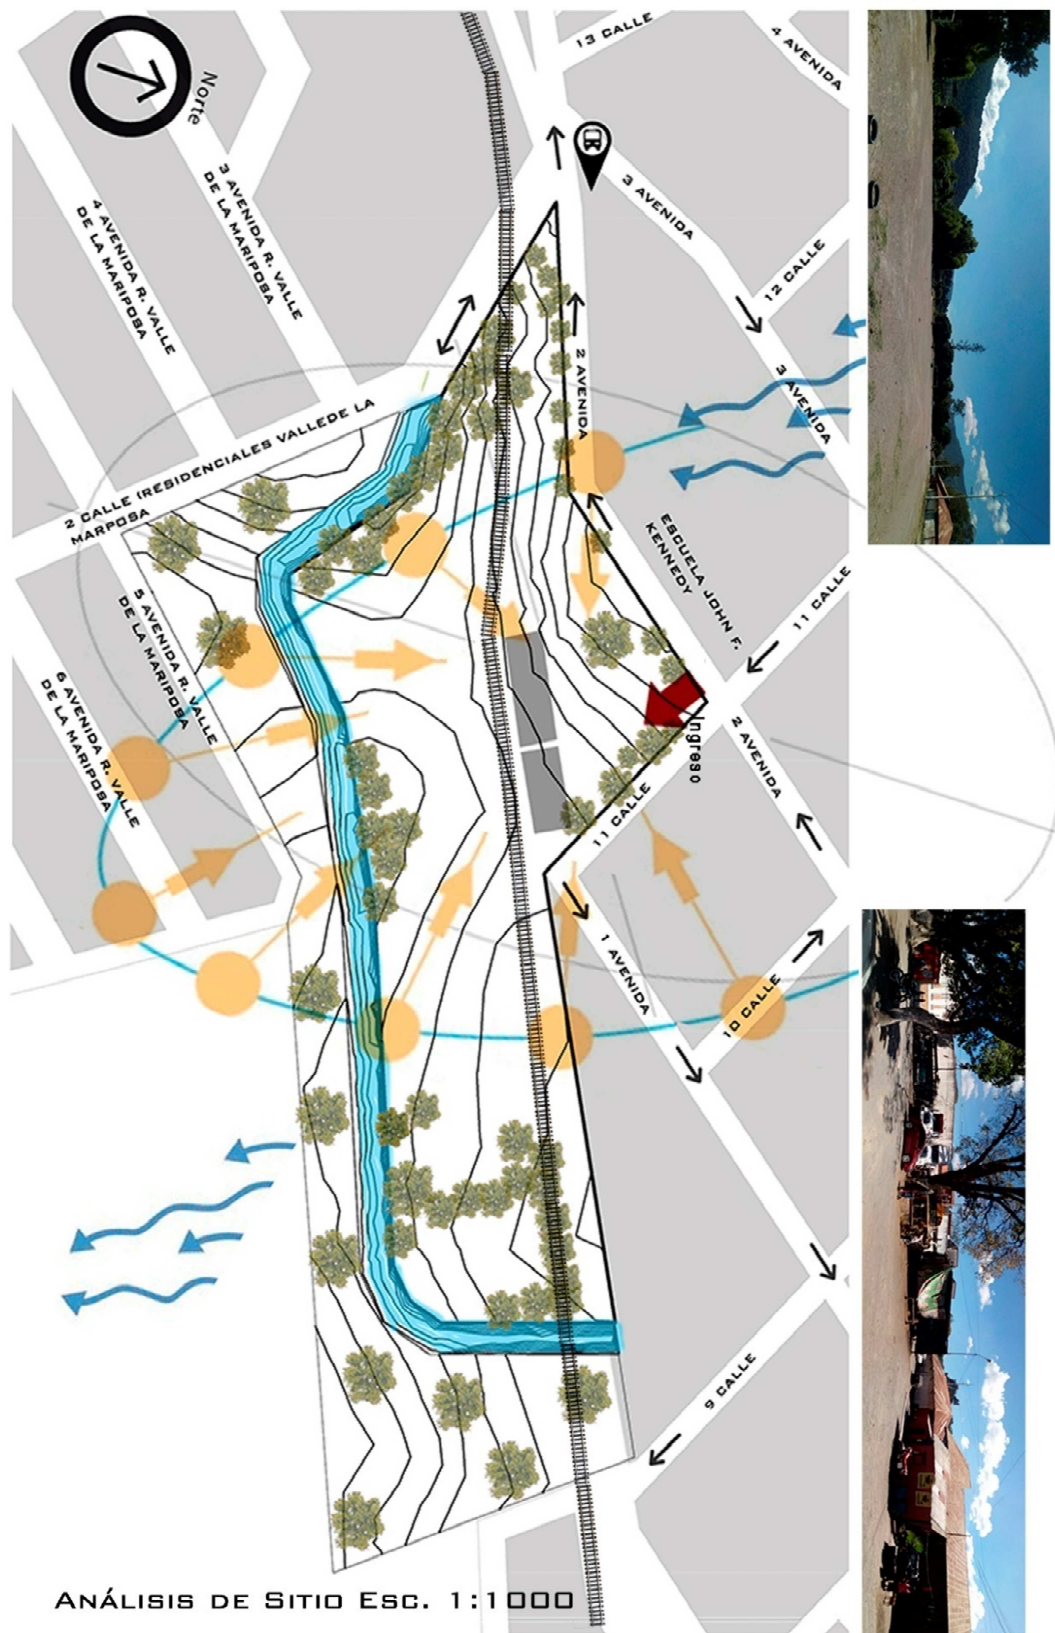 13 CALLE
4 AVENIDA
Norte
3 AVENIDA R. VALLE
DE LA MARIPOSA
4 AVENIDA R. VALLE
DE LA MARIPOSA
3 AVENIDA
12 CALLE
3 AVENIDA
2 AVENIDA
2 CALLE (RESIDENCIALES VALLEDE LA
MARPOSA
ESCUELA JOHN F.
KENNEDY
11 CALLE
5 AVENIDA R. VALLE
DE LA MARIPOSA
6 AVENIDA R. VALLE
DE LA MARIPOSA
Ingreso
2 AVENIDA
11 CALLE
1 AVENIDA
10 CALLE
9 CALLE
ANÁLISIS DE SITIO ESC. 1:1000